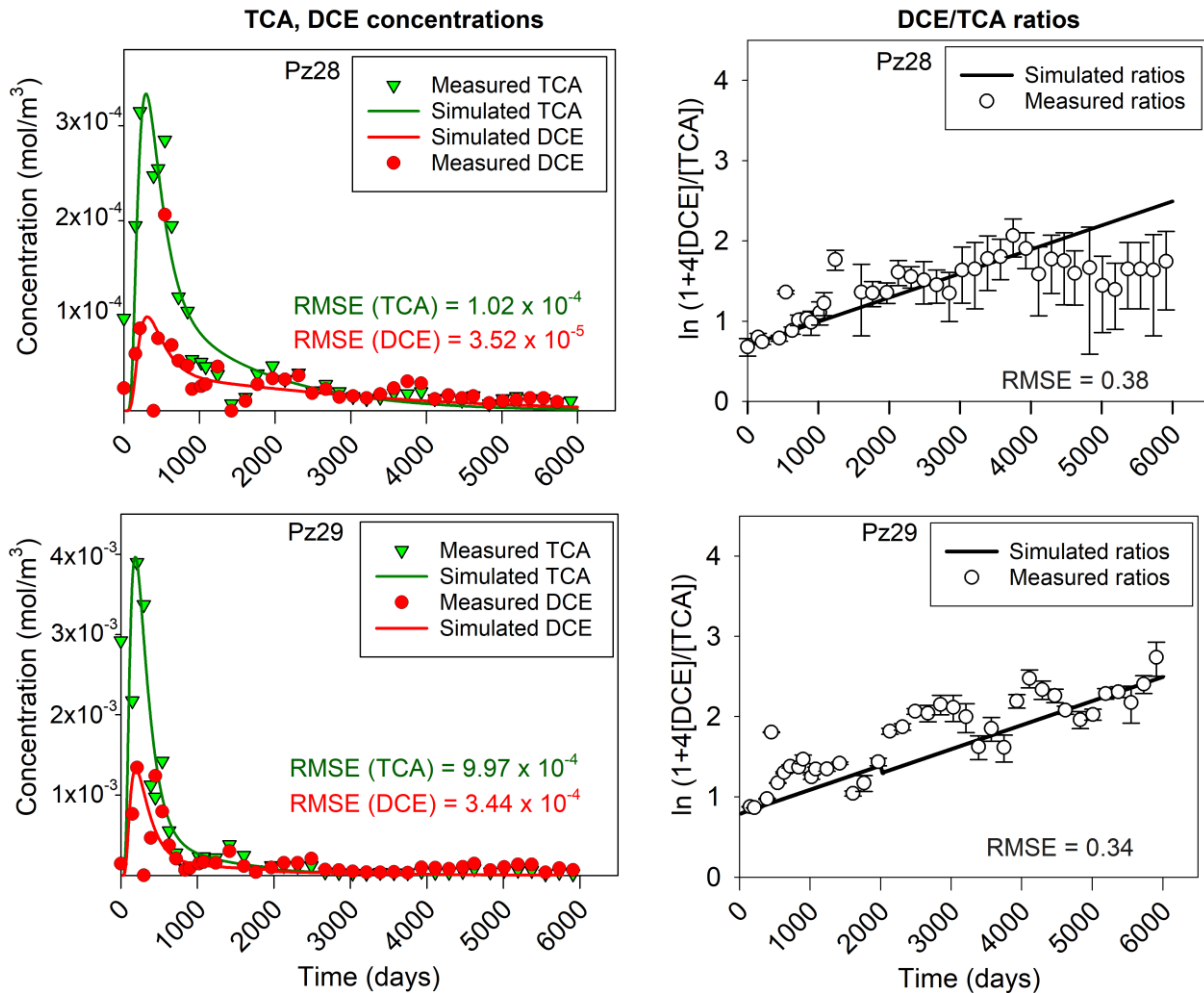 TCA, DCE concentrations
DCE/TCA ratios
Pz28
Measured TCA
Simulated TCA
Simulated DCE
Measured DCE
Concentration (mol/m³)
3x10⁻⁴
2x10⁻⁴
1x10⁻⁴
RMSE (TCA) = 1.02 x 10⁻⁴
RMSE (DCE) = 3.52 x 10⁻⁵
0 1000 2000 3000 4000 5000 6000
Pz28
Simulated ratios
Measured ratios
ln (1+4[DCE]/[TCA])
4
3
2
1
0
RMSE = 0.38
0 1000 2000 3000 4000 5000 6000
Pz29
Measured TCA
Simulated TCA
Measured DCE
Simulated DCE
Concentration (mol/m³)
4x10⁻³
3x10⁻³
2x10⁻³
1x10⁻³
RMSE (TCA) = 9.97 x 10⁻⁴
RMSE (DCE) = 3.44 x 10⁻⁴
0 1000 2000 3000 4000 5000 6000
Time (days)
Pz29
Simulated ratios
Measured ratios
ln (1+4[DCE]/[TCA])
4
3
2
1
0
RMSE = 0.34
0 1000 2000 3000 4000 5000 6000
Time (days)